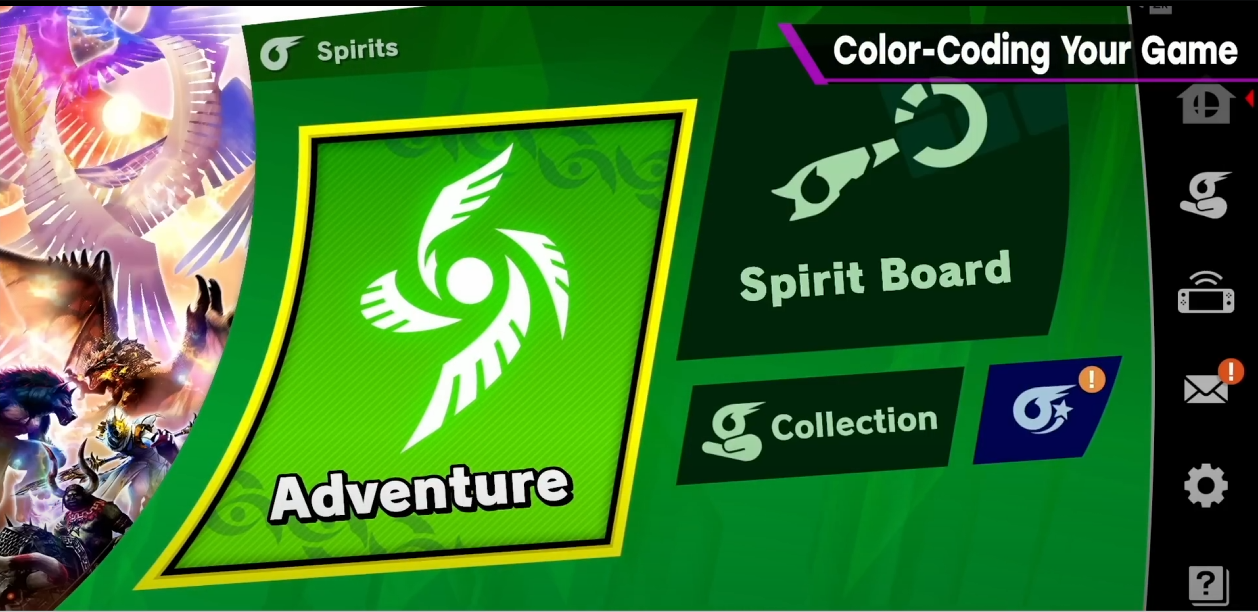 Spirits
Color-Coding Your Game
Spirit Board
Adventure
Collection
!
!
?